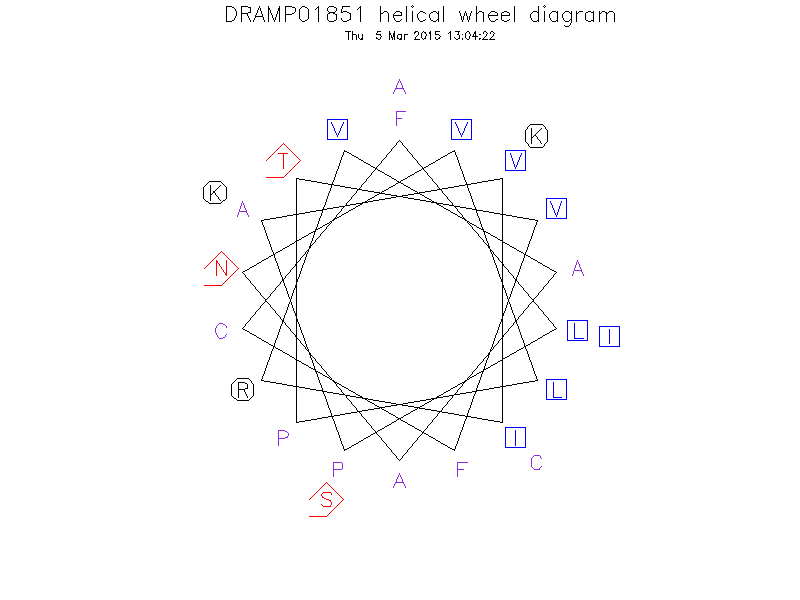 DRAMP01851 helical wheel diagram
Thu 5 Mar 2015 13:04:22
A
F
V
V
K
T
V
K
A
V
N
A
C
L
I
R
L
P
I
P
A
F
C
S